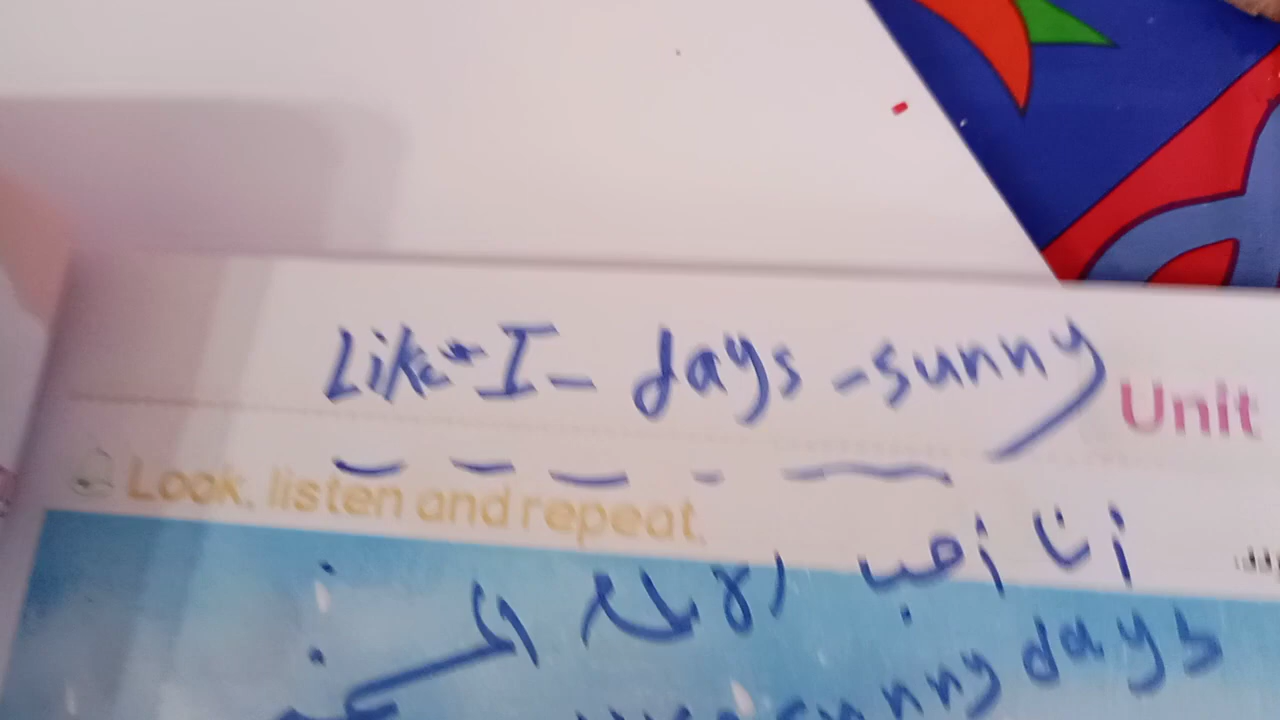 Like - I - days - sunny
Unit
Look, listen and repeat.
أنا أحب الأيام
sunny days